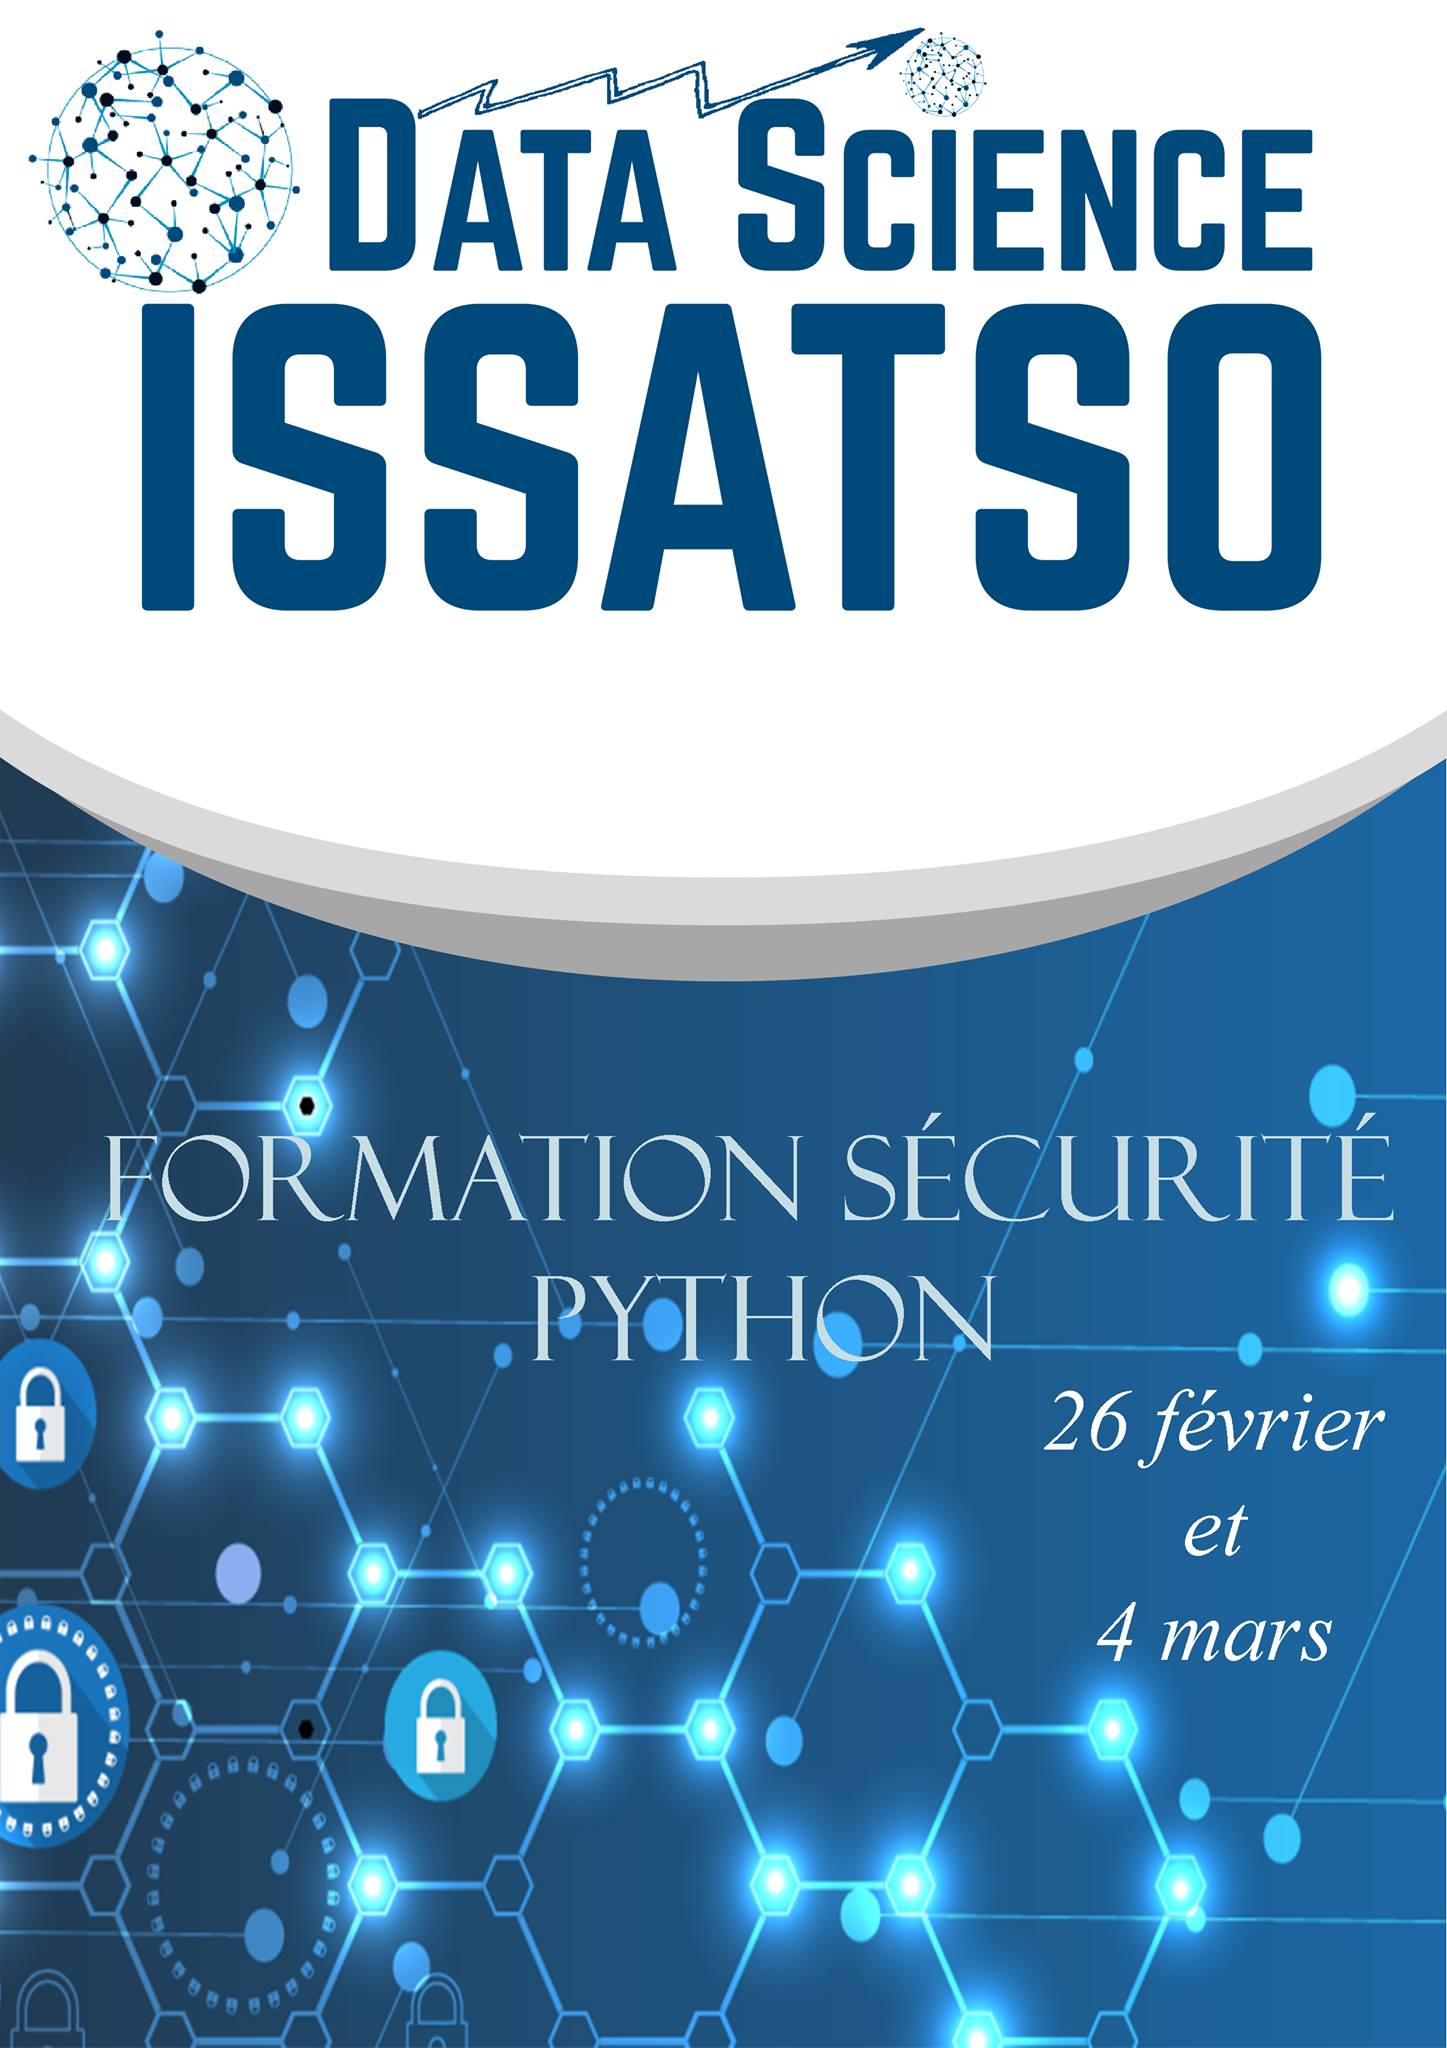 DATA SCIENCE
ISSATSO
FORMATION SÉCURITÉ
PYTHON
26 février
et
4 mars